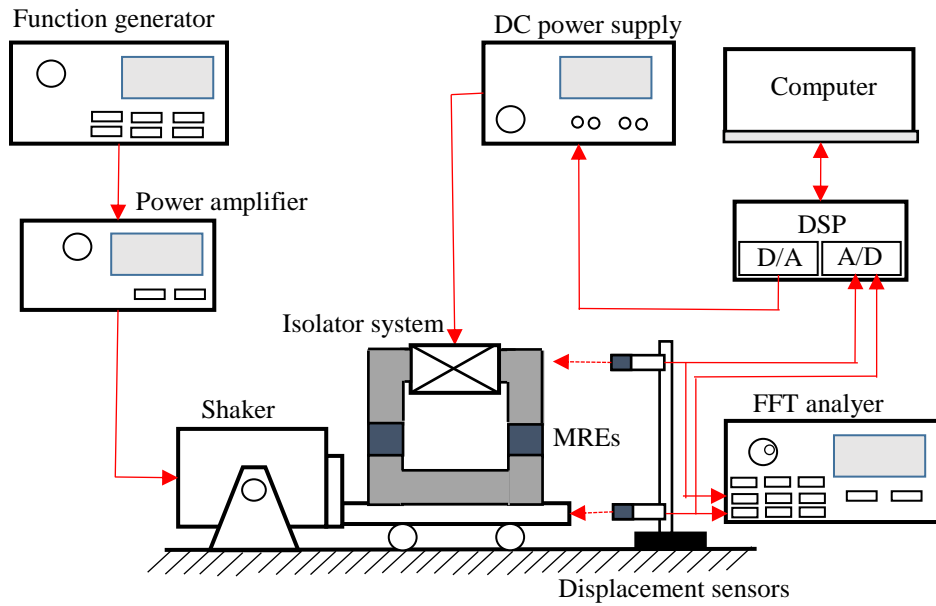 Function generator
DC power supply
Computer
Power amplifier
DSP
D/A
A/D
Isolator system
Shaker
MREs
FFT analyer
Displacement sensors